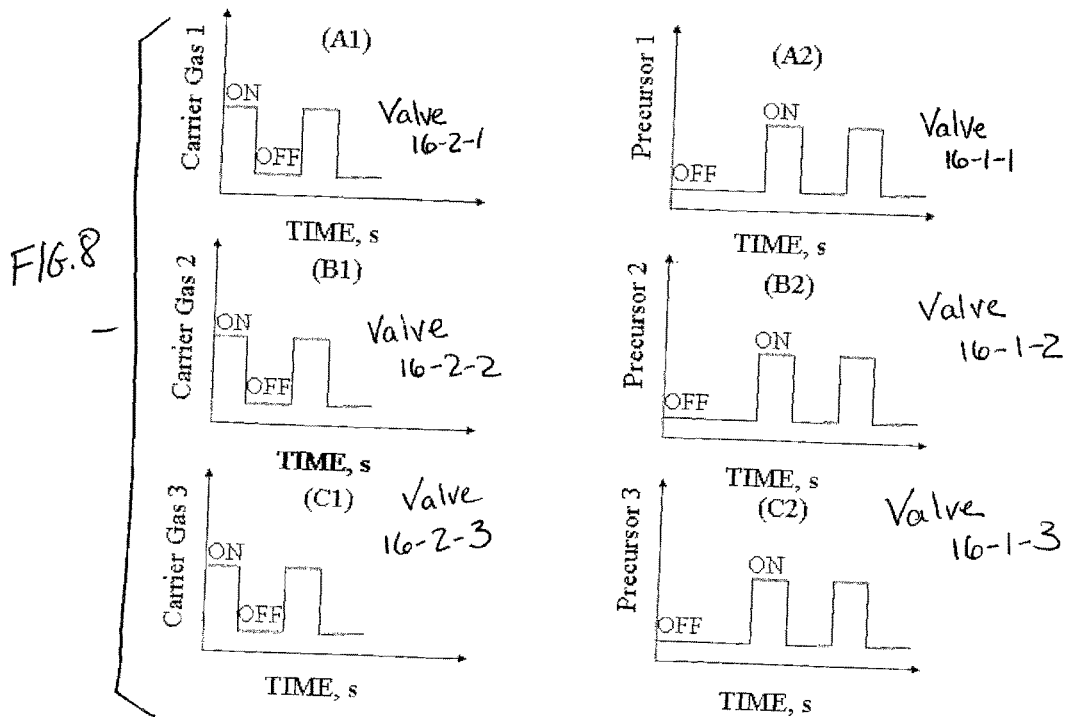 FIG.8
(A1)
Carrier Gas 1
ON
OFF
Valve
16-2-1
TIME, s
(A2)
Precursor 1
OFF
ON
Valve
16-1-1
TIME, s
(B1)
Carrier Gas 2
ON
OFF
Valve
16-2-2
TIME, s
(B2)
Precursor 2
OFF
ON
Valve
16-1-2
TIME, s
(C1)
Carrier Gas 3
ON
OFF
Valve
16-2-3
TIME, s
(C2)
Precursor 3
OFF
ON
Valve
16-1-3
TIME, s